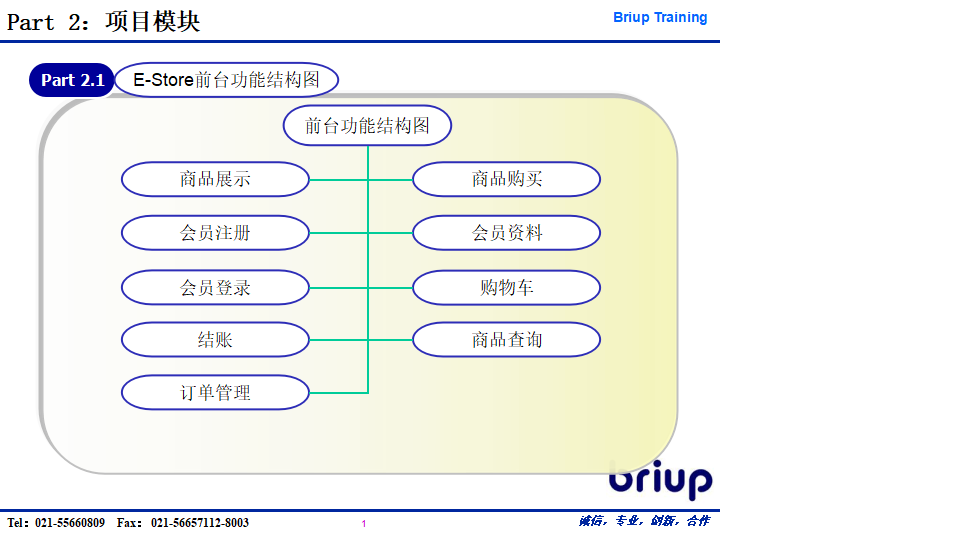 Part 2：项目模块
Briup Training
Part 2.1
E-Store前台功能结构图
前台功能结构图
商品展示
商品购买
会员注册
会员资料
会员登录
购物车
结账
商品查询
订单管理
briup
Tel：021-55660809 Fax： 021-56657112-8003
1
诚信，专业，创新，合作